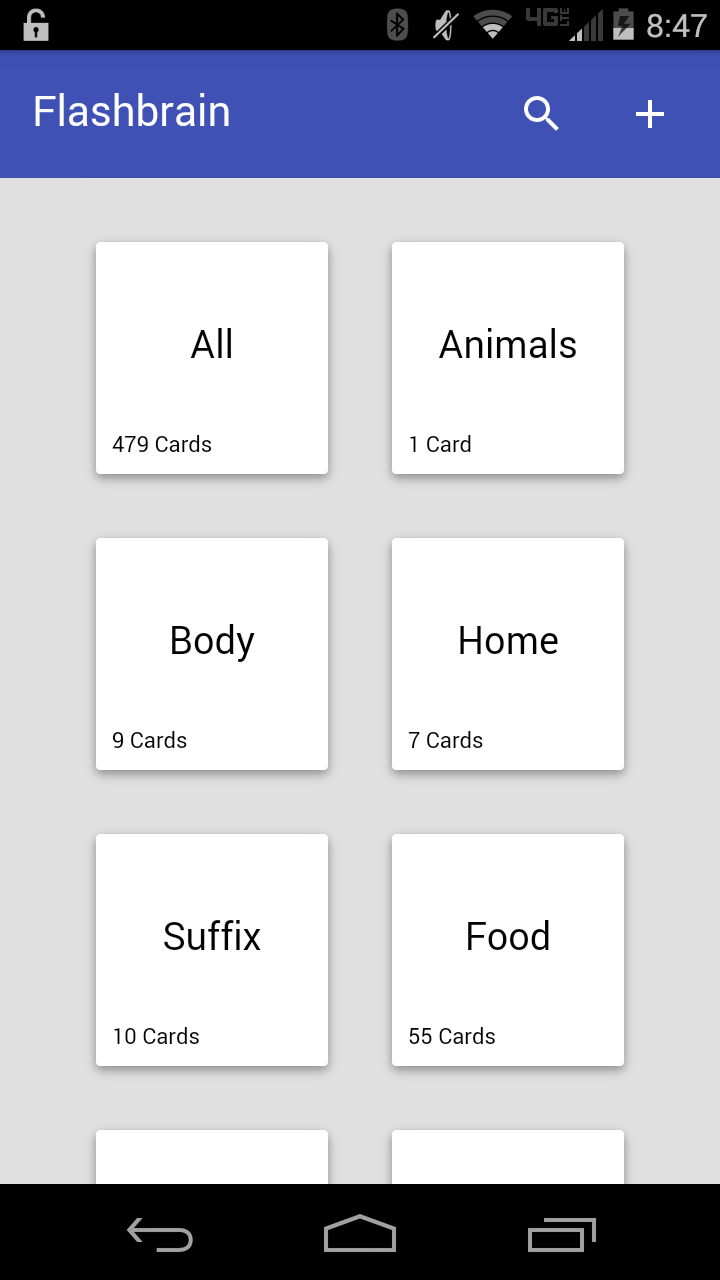 4G LTE 8:47
Flashbrain
All
479 Cards
Animals
1 Card
Body
9 Cards
Home
7 Cards
Suffix
10 Cards
Food
55 Cards